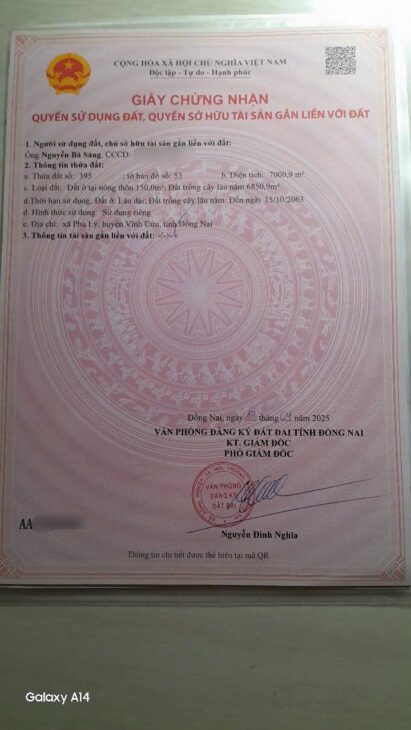 CỘNG HÒA XÃ HỘI CHỦ NGHĨA VIỆT NAM
Độc lập - Tự do - Hạnh phúc
GIẤY CHỨNG NHẬN
QUYỀN SỬ DỤNG ĐẤT, QUYỀN SỞ HỮU TÀI SẢN GẮN LIỀN VỚI ĐẤT
1. Người sử dụng đất, chủ sở hữu tài sản gắn liền với đất:
Ông Nguyễn Bá Sáng, CCCD:
2. Thông tin thửa đất:
a. Thửa đất số: 395 ; tờ bản đồ số: 53 b. Diện tích: 7000,9 m²
c. Loại đất: Đất ở tại nông thôn 150,0m²; Đất trồng cây lâu năm 6850,9m²
d. Thời hạn sử dụng: Đất ở: Lâu dài; Đất trồng cây lâu năm: Đến ngày 15/10/2063
đ. Hình thức sử dụng: Sử dụng riêng
e. Địa chỉ: xã Phú Lý, huyện Vĩnh Cửu, tỉnh Đồng Nai
3. Thông tin tài sản gắn liền với đất: -/-/-
Đồng Nai, ngày tháng 04 năm 2025
VĂN PHÒNG ĐĂNG KÝ ĐẤT ĐAI TỈNH ĐỒNG NAI
KT. GIÁM ĐỐC
PHÓ GIÁM ĐỐC
VĂN PHÒNG
ĐĂNG KÝ
ĐẤT ĐAI
AA
Nguyễn Đình Nghĩa
Thông tin chi tiết được thể hiện tại mã QR.
Galaxy A14